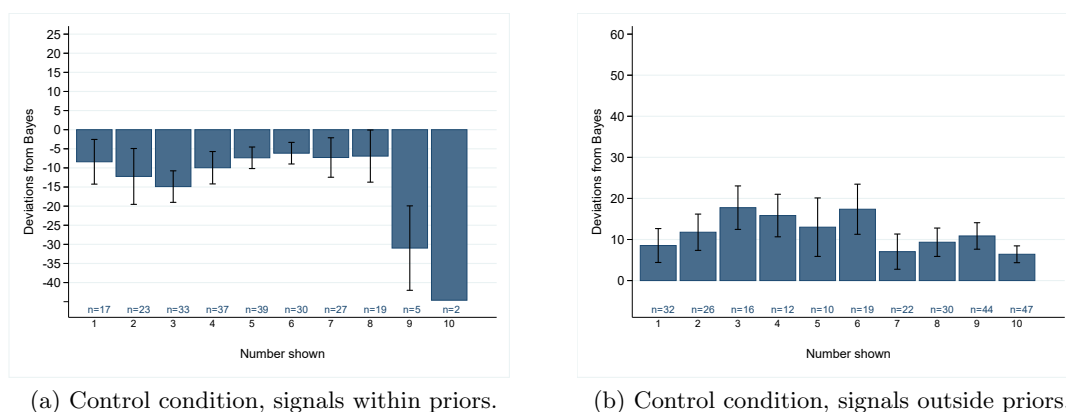 25
20
15
10
5
0
-5
-10
-15
-20
-25
-30
-35
-40
Deviations from Bayes
n=17 n=23 n=33 n=37 n=39 n=30 n=27 n=19 n=5 n=2
1 2 3 4 5 6 7 8 9 10
Number shown
(a) Control condition, signals within priors.
60
50
40
30
20
10
0
Deviations from Bayes
n=32 n=26 n=16 n=12 n=10 n=19 n=22 n=30 n=44 n=47
1 2 3 4 5 6 7 8 9 10
Number shown
(b) Control condition, signals outside priors.